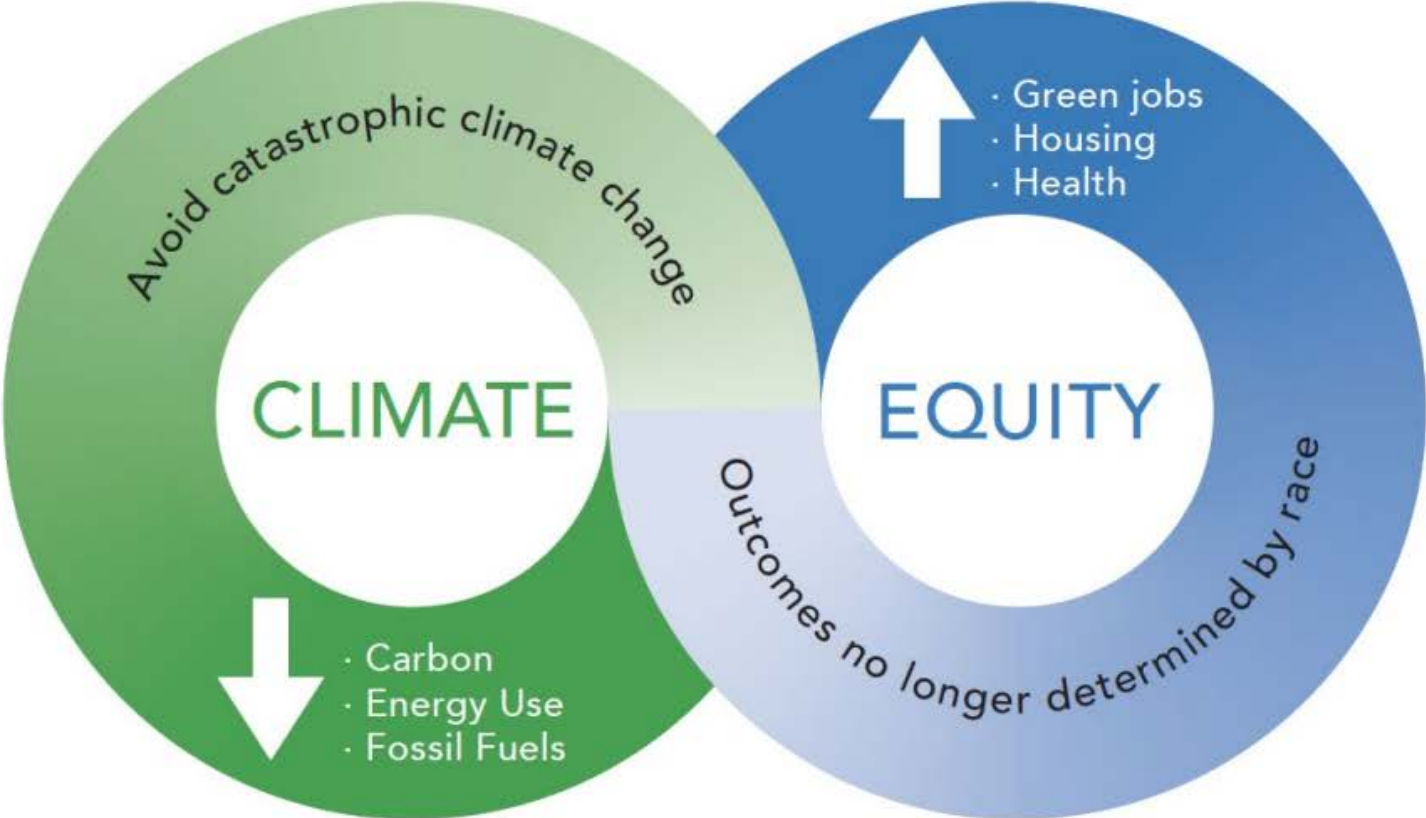 Avoid catastrophic climate change
CLIMATE
· Carbon
· Energy Use
· Fossil Fuels
· Green jobs
· Housing
· Health
EQUITY
Outcomes no longer determined by race